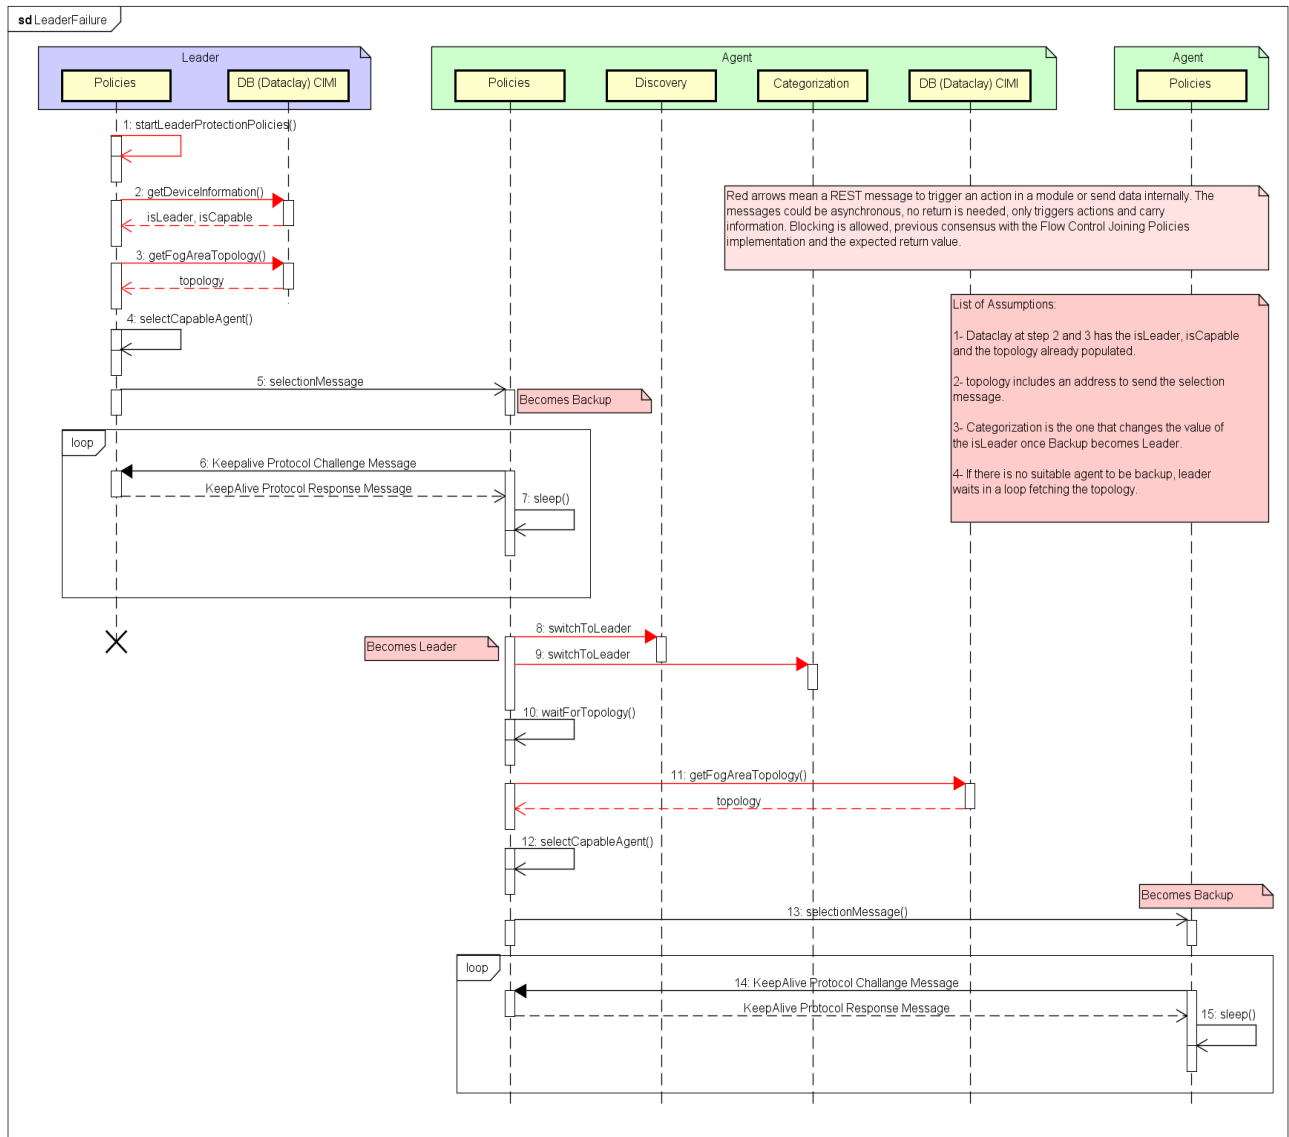 sd LeaderFailure
Leader
Agent
Agent
Policies
DB (Dataclay) CIMI
Policies
Discovery
Categorization
DB (Dataclay) CIMI
Policies
1: startLeaderProtectionPolicies()
2: getDeviceInformation()
isLeader, isCapable
3: getFogAreaTopology()
topology
Red arrows mean a REST message to trigger an action in a module or send data internally. The
messages could be asynchronous, no return is needed, only triggers actions and carry
information. Blocking is allowed, previous consensus with the Flow Control Joining Policies
implementation and the expected return value.
List of Assumptions:
1- Dataclay at step 2 and 3 has the isLeader, isCapable
and the topology already populated.
2- topology includes an address to send the selection
message.
3- Categorization is the one that changes the value of
the isLeader once Backup becomes Leader.
4- If there is no suitable agent to be backup, leader
waits in a loop fetching the topology.
4: selectCapableAgent()
5: selectionMessage
Becomes Backup
loop
6: Keepalive Protocol Challenge Message
KeepAlive Protocol Response Message
7: sleep()
Becomes Leader
8: switchToLeader
9: switchToLeader
10: waitForTopology()
11: getFogAreaTopology()
topology
12: selectCapableAgent()
Becomes Backup
13: selectionMessage()
loop
14: KeepAlive Protocol Challange Message
KeepAlive Protocol Response Message
15: sleep()